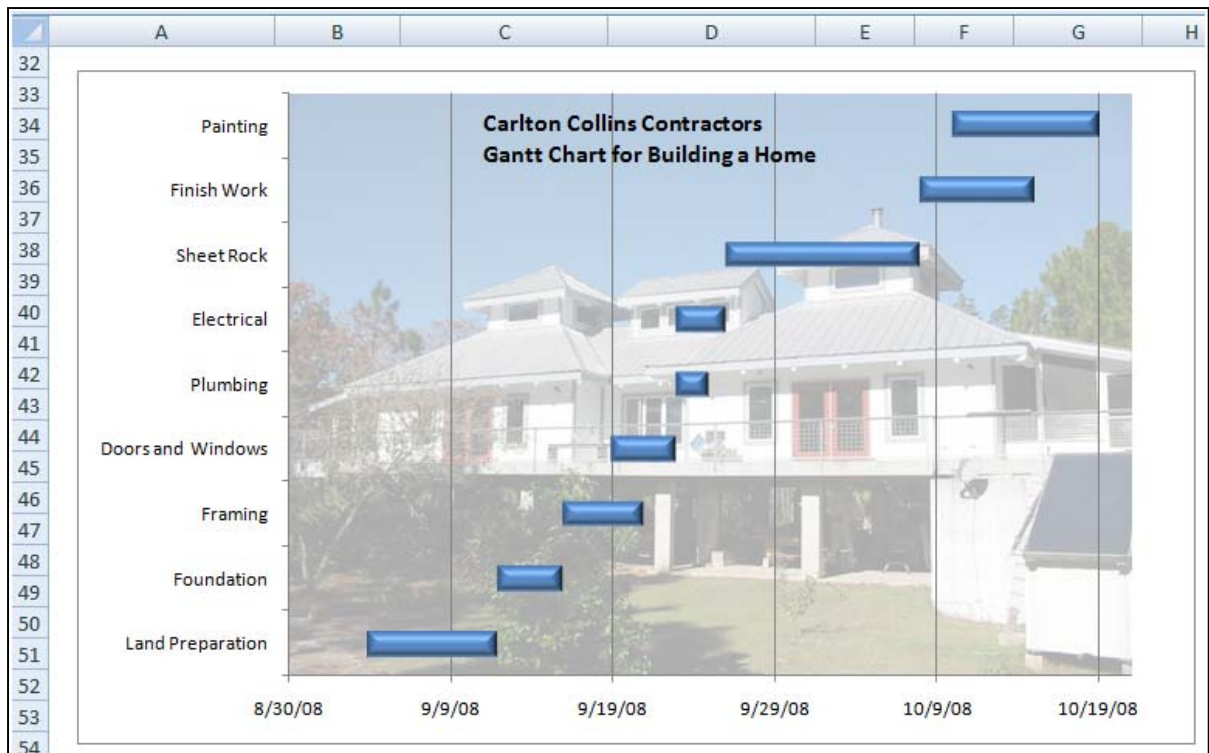 A B C D E F G H
32
33
34
35
36
37
38
39
40
41
42
43
44
45
46
47
48
49
50
51
52
53
54
Carlton Collins Contractors
Gantt Chart for Building a Home
Painting
Finish Work
Sheet Rock
Electrical
Plumbing
Doors and Windows
Framing
Foundation
Land Preparation
8/30/08 9/9/08 9/19/08 9/29/08 10/9/08 10/19/08